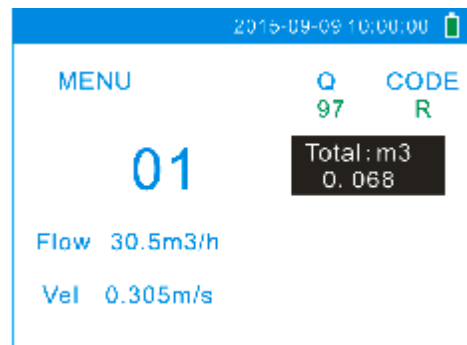 2015-09-09 10:00:00
MENU Q CODE
97 R
01
Total:m3
0.068
Flow 30.5m3/h
Vel 0.305m/s